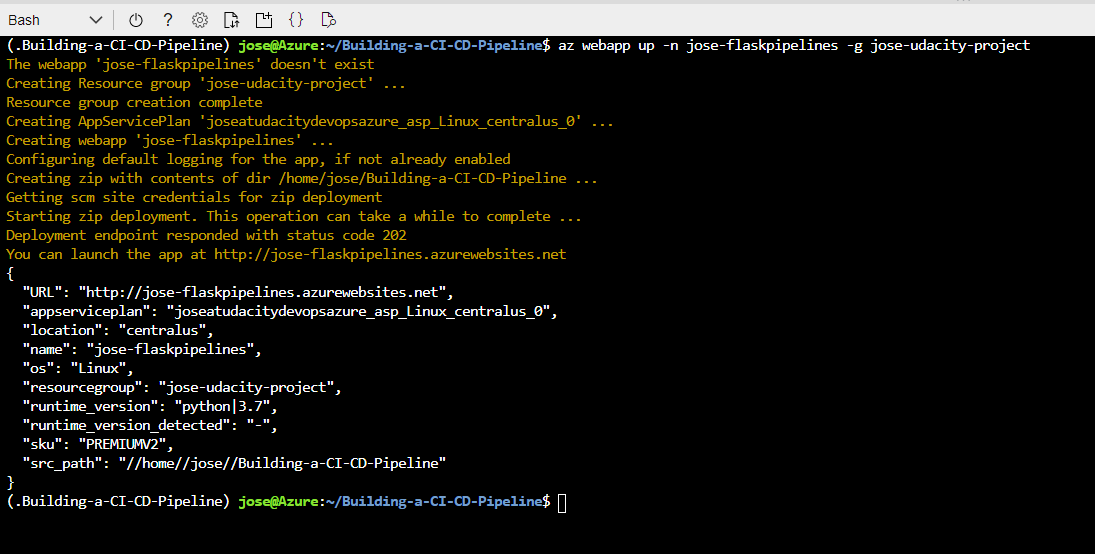 Bash
(.Building-a-CI-CD-Pipeline) jose@Azure:~/Building-a-CI-CD-Pipeline$ az webapp up -n jose-flaskpipelines -g jose-udacity-project
The webapp 'jose-flaskpipelines' doesn't exist
Creating Resource group 'jose-udacity-project' ...
Resource group creation complete
Creating AppServicePlan 'joseatudacitydevopsazure_asp_Linux_centralus_0' ...
Creating webapp 'jose-flaskpipelines' ...
Configuring default logging for the app, if not already enabled
Creating zip with contents of dir /home/jose/Building-a-CI-CD-Pipeline ...
Getting scm site credentials for zip deployment
Starting zip deployment. This operation can take a while to complete ...
Deployment endpoint responded with status code 202
You can launch the app at http://jose-flaskpipelines.azurewebsites.net
{
  "URL": "http://jose-flaskpipelines.azurewebsites.net",
  "appserviceplan": "joseatudacitydevopsazure_asp_Linux_centralus_0",
  "location": "centralus",
  "name": "jose-flaskpipelines",
  "os": "Linux",
  "resourcegroup": "jose-udacity-project",
  "runtime_version": "python|3.7",
  "runtime_version_detected": "-",
  "sku": "PREMIUMV2",
  "src_path": "//home//jose//Building-a-CI-CD-Pipeline"
}
(.Building-a-CI-CD-Pipeline) jose@Azure:~/Building-a-CI-CD-Pipeline$